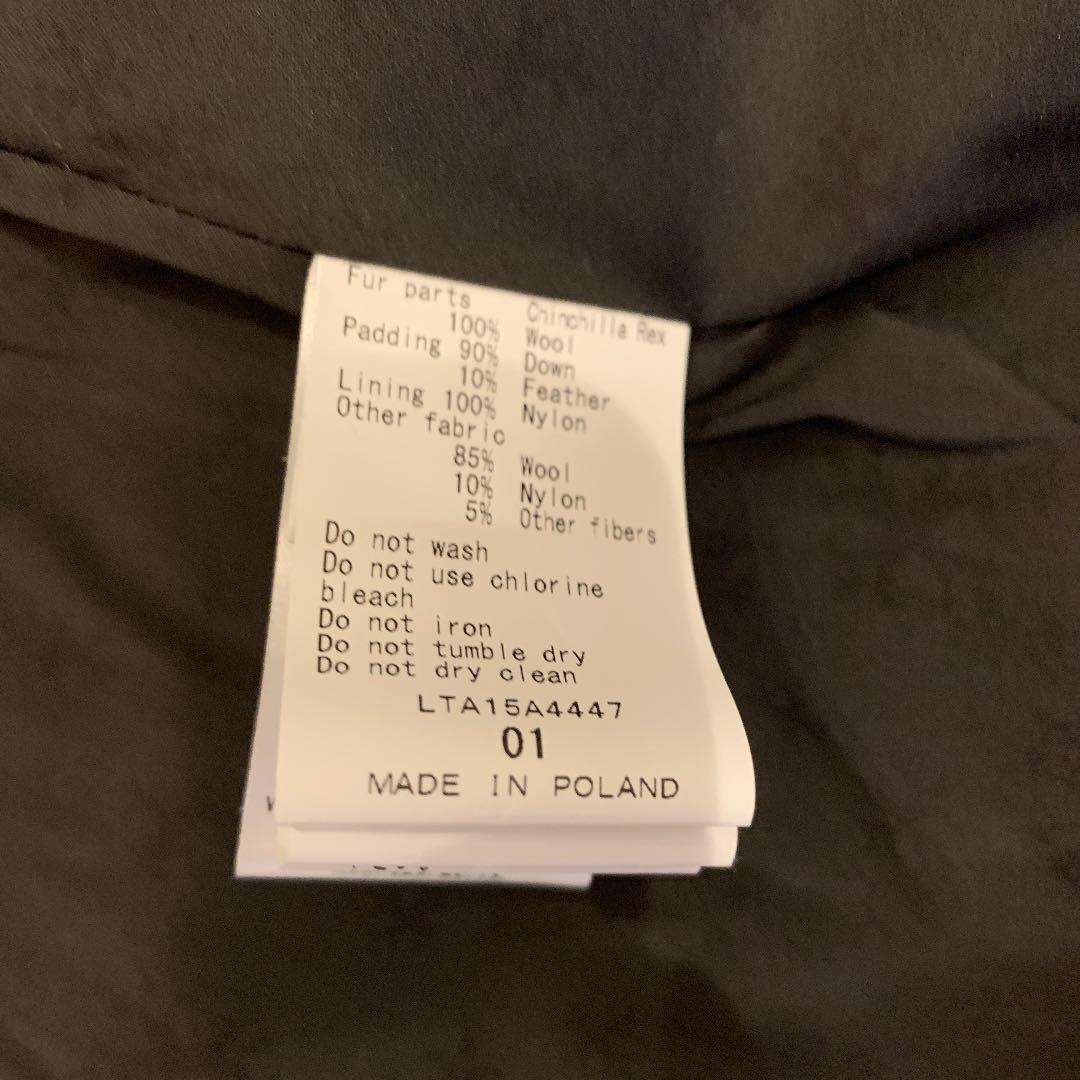 Fur parts Chinchilla Rex
100% Wool
Padding 90% Down
10% Feather
Lining 100% Nylon
Other fabric
85% Wool
10% Nylon
5% Other fibers
Do not wash
Do not use chlorine
bleach
Do not iron
Do not tumble dry
Do not dry clean
LTA15A4447
01
MADE IN POLAND